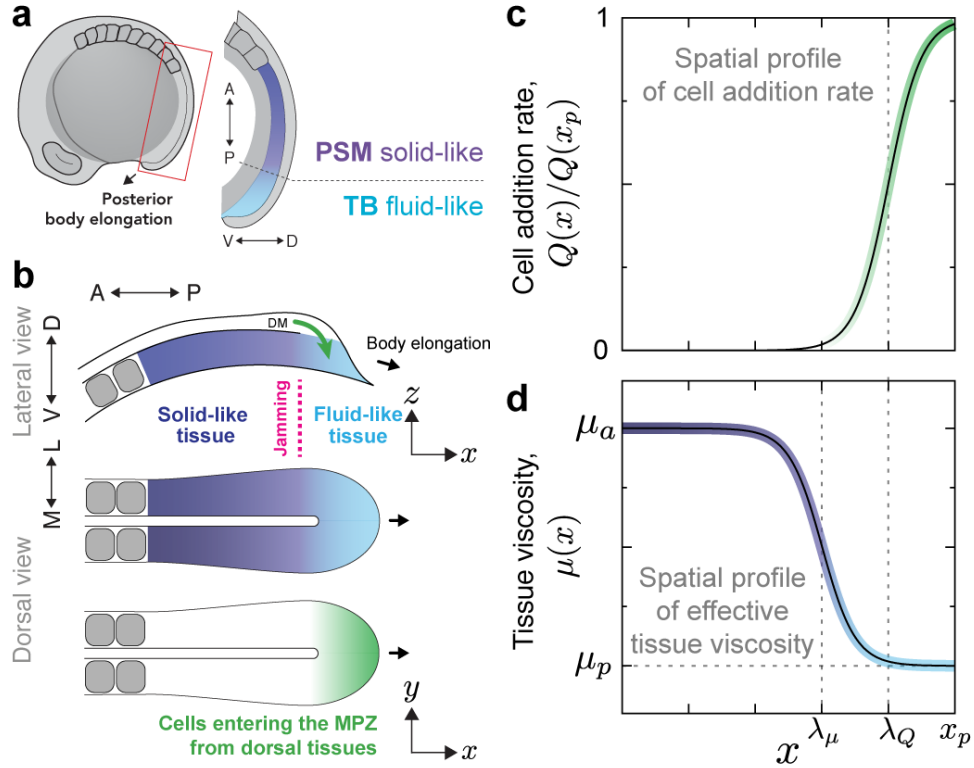 a
A
P
Posterior
body elongation
V
D
PSM solid-like
TB fluid-like
b
A
P
Lateral view
D
V
DM
Body elongation
Solid-like
tissue
Jamming
Fluid-like
tissue
z
x
Dorsal view
L
M
Cells entering the MPZ
from dorsal tissues
y
x
c
Cell addition rate,
Q(x)/Q(x_p)
1
0
Spatial profile
of cell addition rate
d
Tissue viscosity,
μ(x)
μ_a
μ_p
Spatial profile
of effective
tissue viscosity
x
λ_μ
λ_Q
x_p